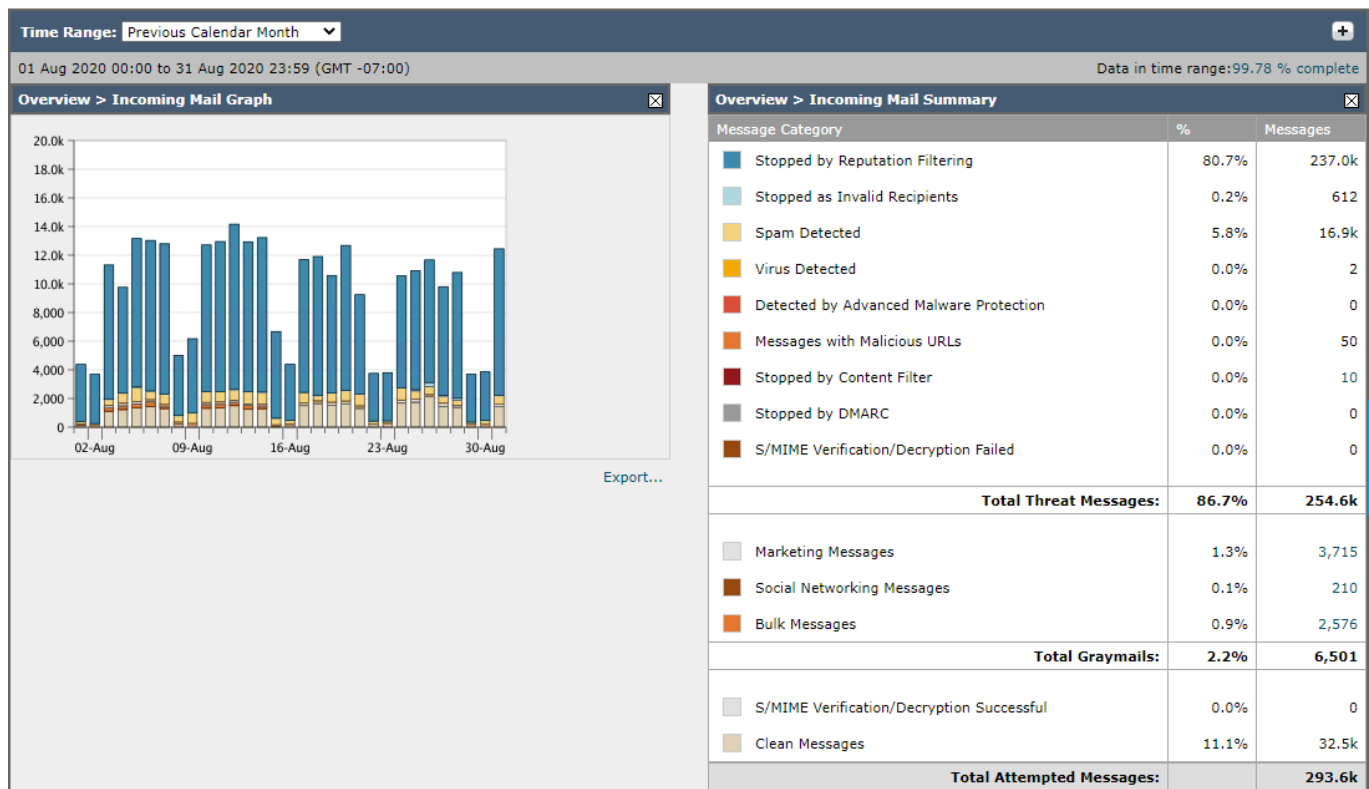 Time Range: Previous Calendar Month
01 Aug 2020 00:00 to 31 Aug 2020 23:59 (GMT -07:00) Data in time range:99.78 % complete
Overview > Incoming Mail Graph
20.0k
18.0k
16.0k
14.0k
12.0k
10.0k
8,000
6,000
4,000
2,000
0
02-Aug 09-Aug 16-Aug 23-Aug 30-Aug
Export...
Overview > Incoming Mail Summary
Message Category % Messages
Stopped by Reputation Filtering 80.7% 237.0k
Stopped as Invalid Recipients 0.2% 612
Spam Detected 5.8% 16.9k
Virus Detected 0.0% 2
Detected by Advanced Malware Protection 0.0% 0
Messages with Malicious URLs 0.0% 50
Stopped by Content Filter 0.0% 10
Stopped by DMARC 0.0% 0
S/MIME Verification/Decryption Failed 0.0% 0
Total Threat Messages: 86.7% 254.6k
Marketing Messages 1.3% 3,715
Social Networking Messages 0.1% 210
Bulk Messages 0.9% 2,576
Total Graymails: 2.2% 6,501
S/MIME Verification/Decryption Successful 0.0% 0
Clean Messages 11.1% 32.5k
Total Attempted Messages: 293.6k